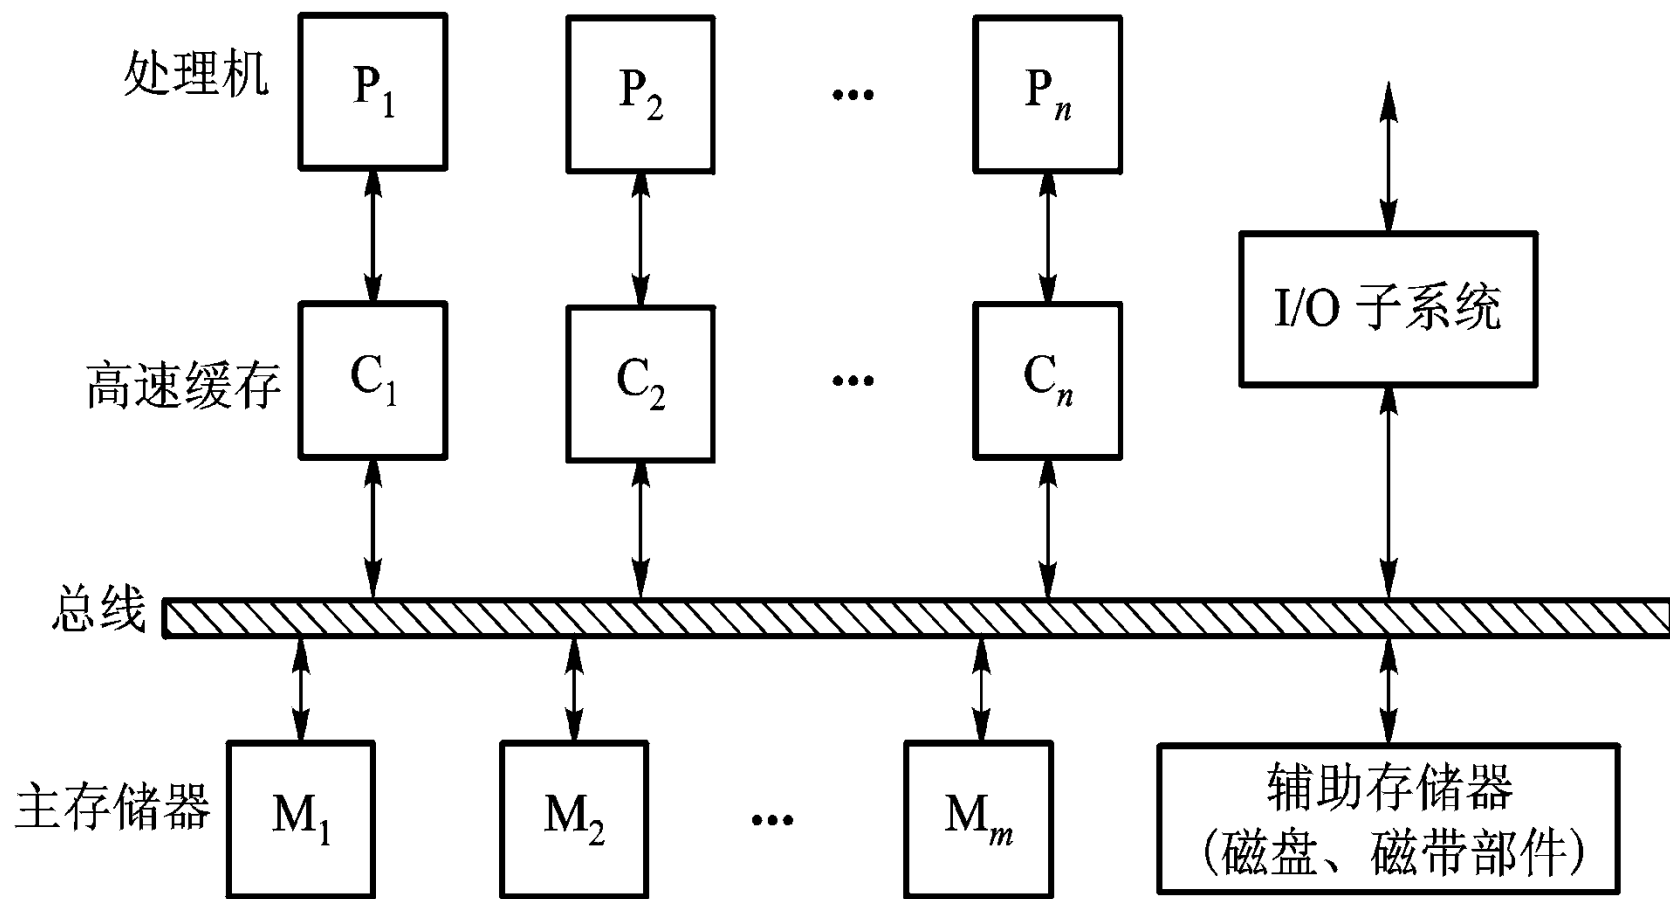 处理机 P₁ P₂ ··· Pₙ
I/O 子系统
高速缓存 C₁ C₂ ··· Cₙ
总线
主存储器 M₁ M₂ ··· Mₘ
辅助存储器
(磁盘、磁带部件)